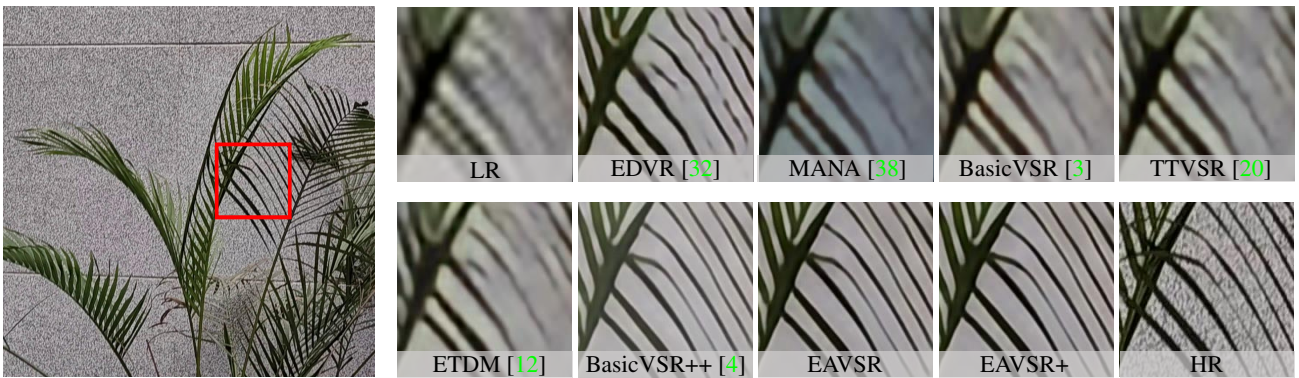 LR
EDVR [32]
MANA [38]
BasicVSR [3]
TTVSR [20]
ETDM [12]
BasicVSR++ [4]
EAVSR
EAVSR+
HR